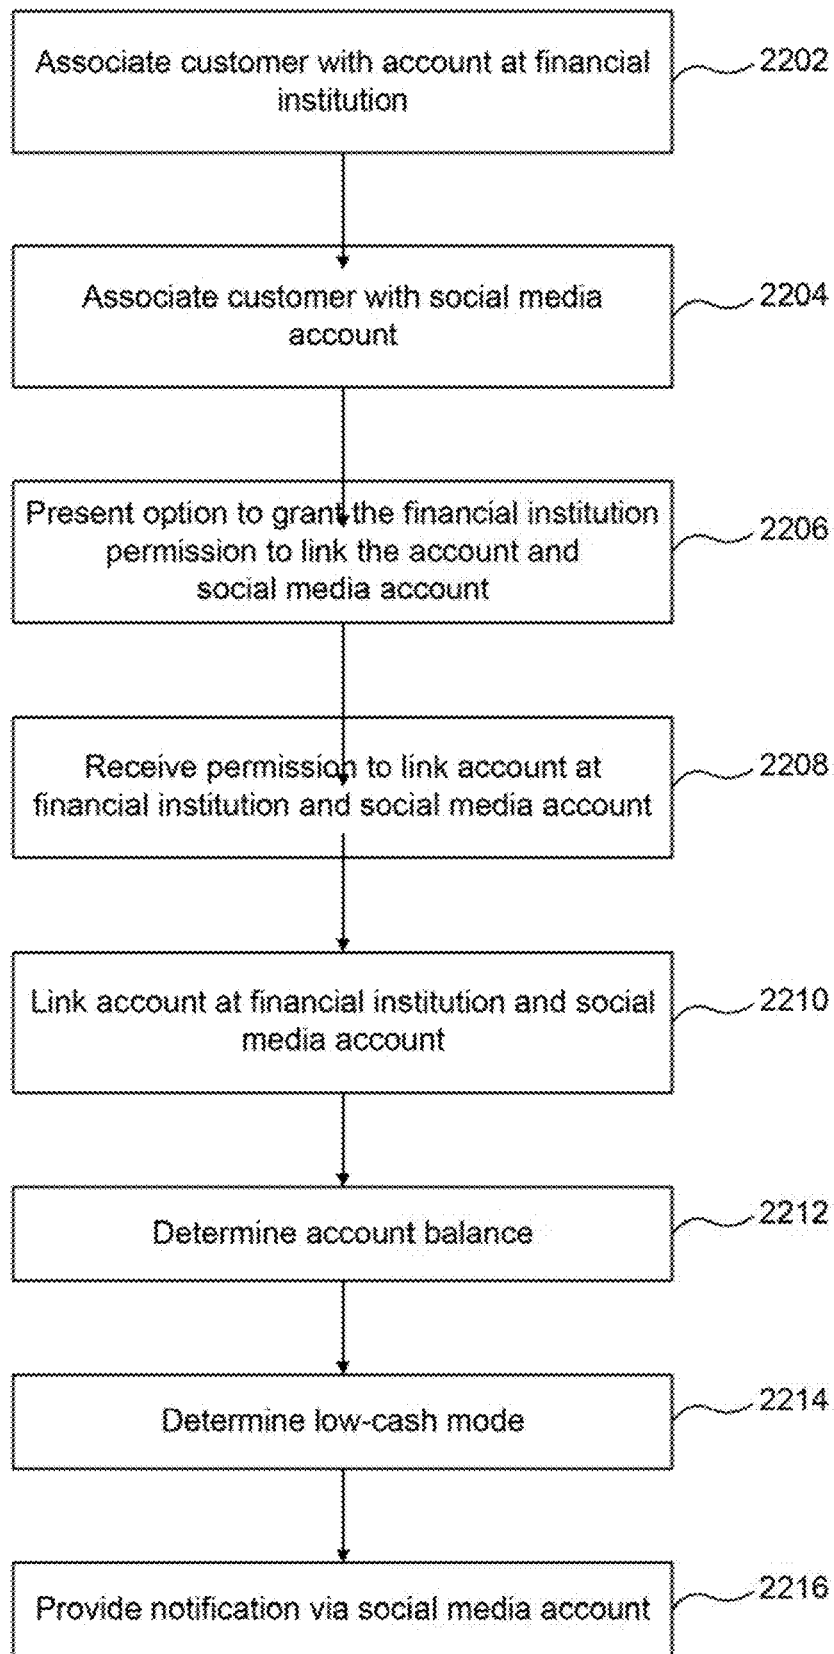 Associate customer with account at financial
institution
2202
Associate customer with social media
account
2204
Present option to grant the financial institution
permission to link the account and
social media account
2206
Receive permission to link account at
financial institution and social media account
2208
Link account at financial institution and social
media account
2210
Determine account balance
2212
Determine low-cash mode
2214
Provide notification via social media account
2216